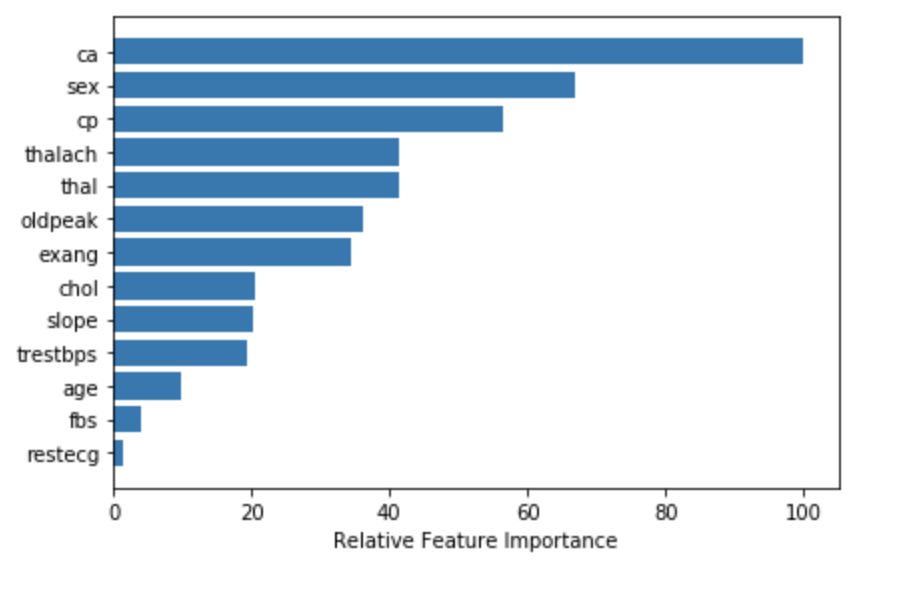 ca
sex
cp
thalach
thal
oldpeak
exang
chol
slope
trestbps
age
fbs
restecg
0 20 40 60 80 100
Relative Feature Importance